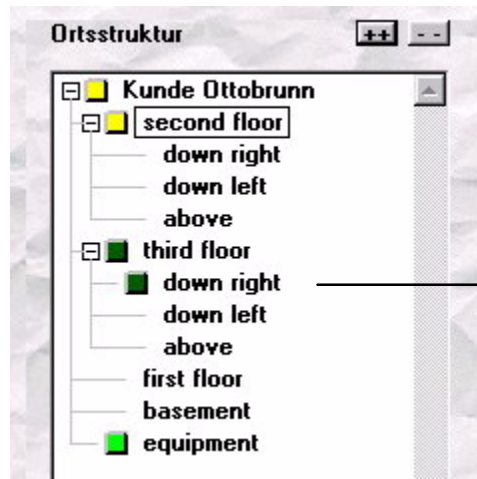 Ortsstruktur ++ --
Kunde Ottobrunn
second floor
down right
down left
above
third floor
down right
down left
above
first floor
basement
equipment